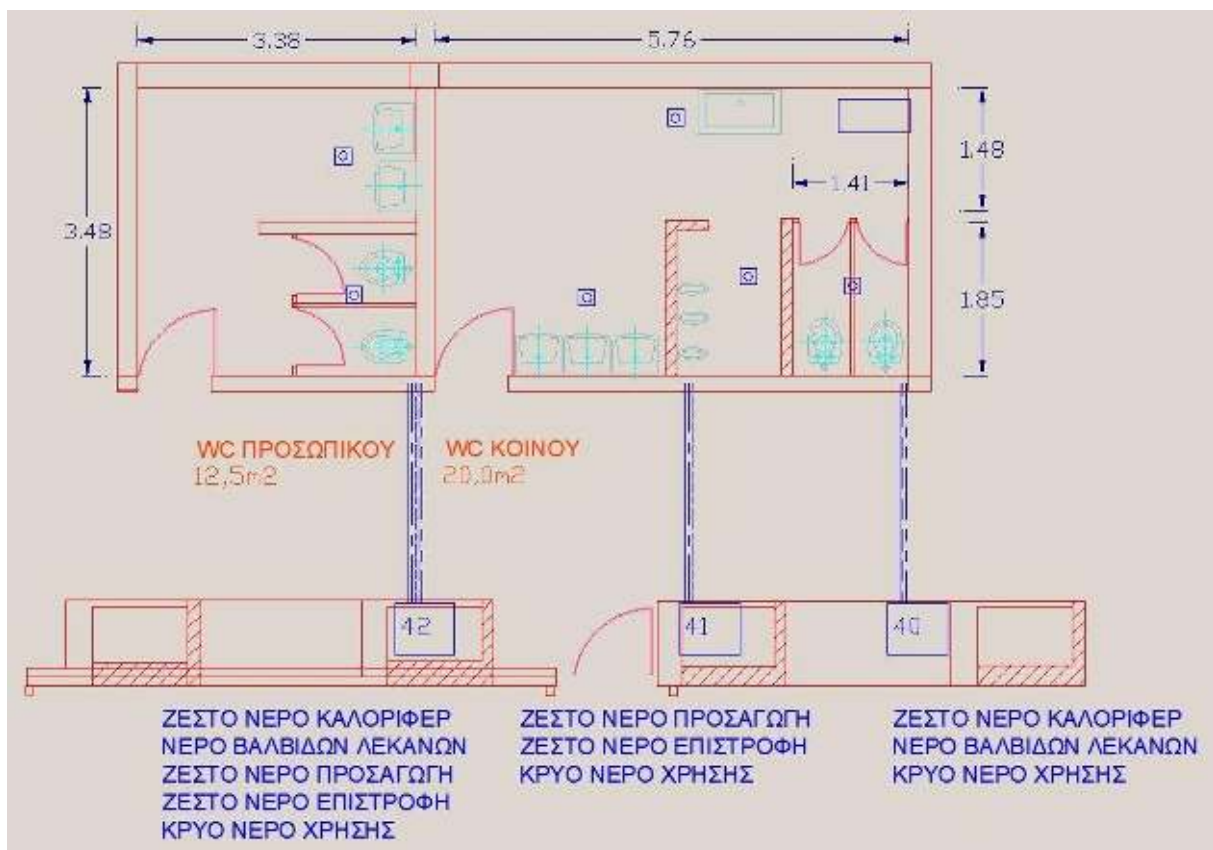 3.38
5.76
3.48
1.48
1.41
1.85
WC ΠΡΟΣΩΠΙΚΟΥ
12,5m2
WC ΚΟΙΝΟΥ
20,0m2
42
41
40
ΖΕΣΤΟ ΝΕΡΟ ΚΑΛΟΡΙΦΕΡ
ΝΕΡΟ ΒΑΛΒΙΔΩΝ ΛΕΚΑΝΩΝ
ΖΕΣΤΟ ΝΕΡΟ ΠΡΟΣΑΓΩΓΗ
ΖΕΣΤΟ ΝΕΡΟ ΕΠΙΣΤΡΟΦΗ
ΚΡΥΟ ΝΕΡΟ ΧΡΗΣΗΣ
ΖΕΣΤΟ ΝΕΡΟ ΠΡΟΣΑΓΩΓΗ
ΖΕΣΤΟ ΝΕΡΟ ΕΠΙΣΤΡΟΦΗ
ΚΡΥΟ ΝΕΡΟ ΧΡΗΣΗΣ
ΖΕΣΤΟ ΝΕΡΟ ΚΑΛΟΡΙΦΕΡ
ΝΕΡΟ ΒΑΛΒΙΔΩΝ ΛΕΚΑΝΩΝ
ΚΡΥΟ ΝΕΡΟ ΧΡΗΣΗΣ